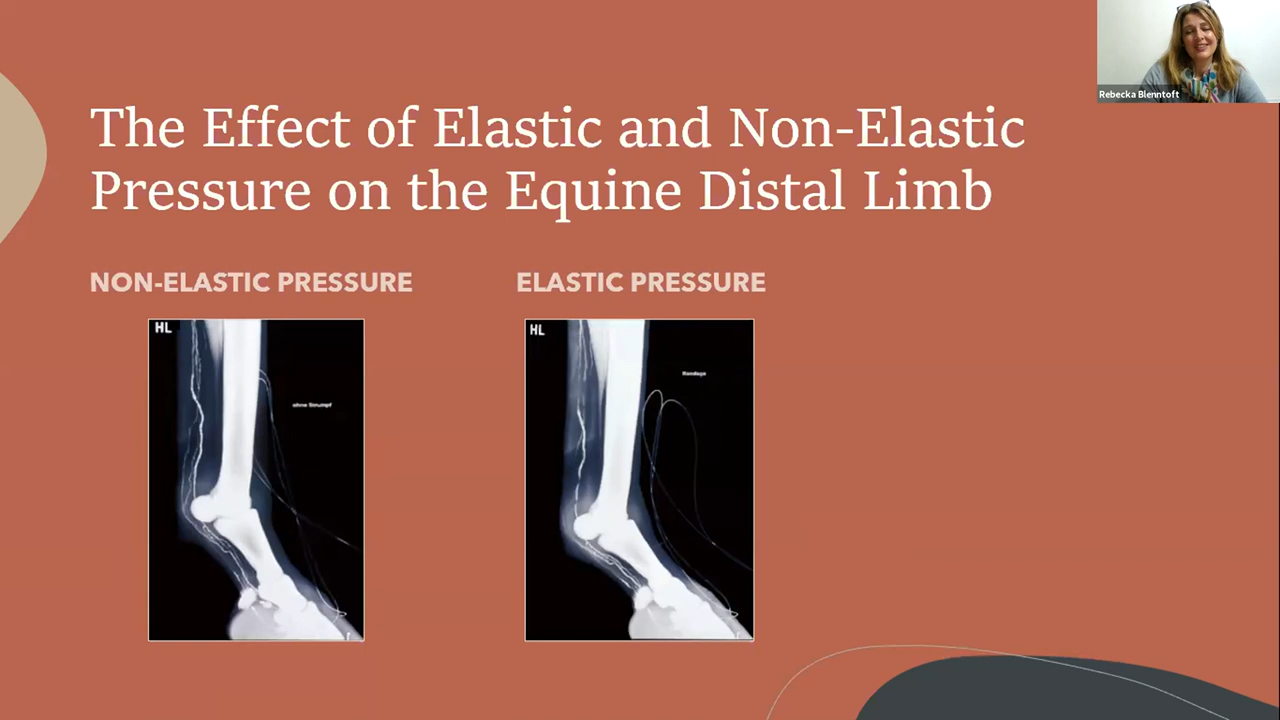 Rebecka Blenntoft
The Effect of Elastic and Non-Elastic
Pressure on the Equine Distal Limb
NON-ELASTIC PRESSURE
ELASTIC PRESSURE
HL
ohne Strumpf
HL
Bandage